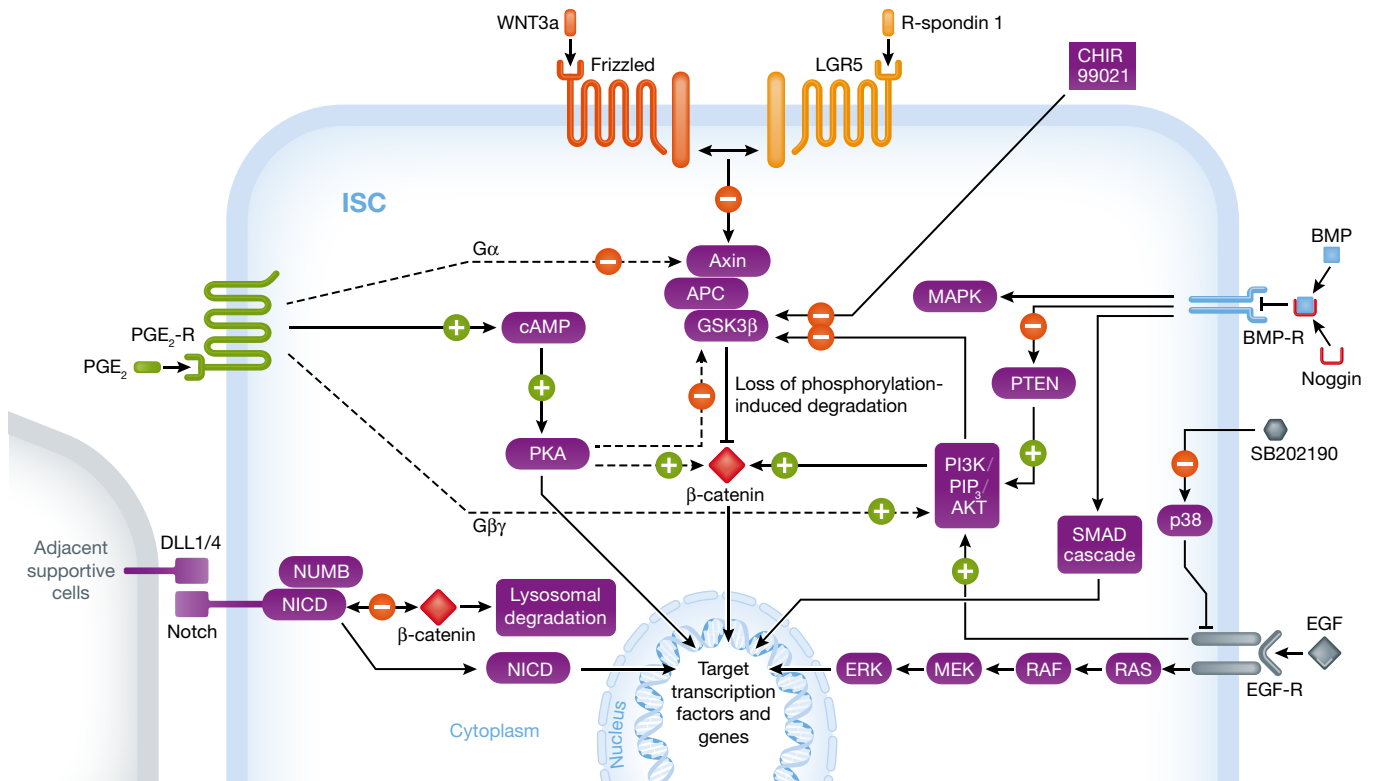 WNT3a
R-spondin 1
Frizzled
LGR5
CHIR
99021
ISC
Gα
Axin
APC
GSK3β
MAPK
BMP
BMP-R
Noggin
PGE₂-R
PGE₂
cAMP
PTEN
Loss of phosphorylation-
induced degradation
PKA
β-catenin
PI3K/
PIP₃/
AKT
SB202190
p38
Gβγ
SMAD
cascade
Adjacent
supportive
cells
DLL1/4
Notch
NUMB
NICD
β-catenin
Lysosomal
degradation
NICD
Target
transcription
factors and
genes
ERK
MEK
RAF
RAS
EGF
EGF-R
Cytoplasm
Nucleus